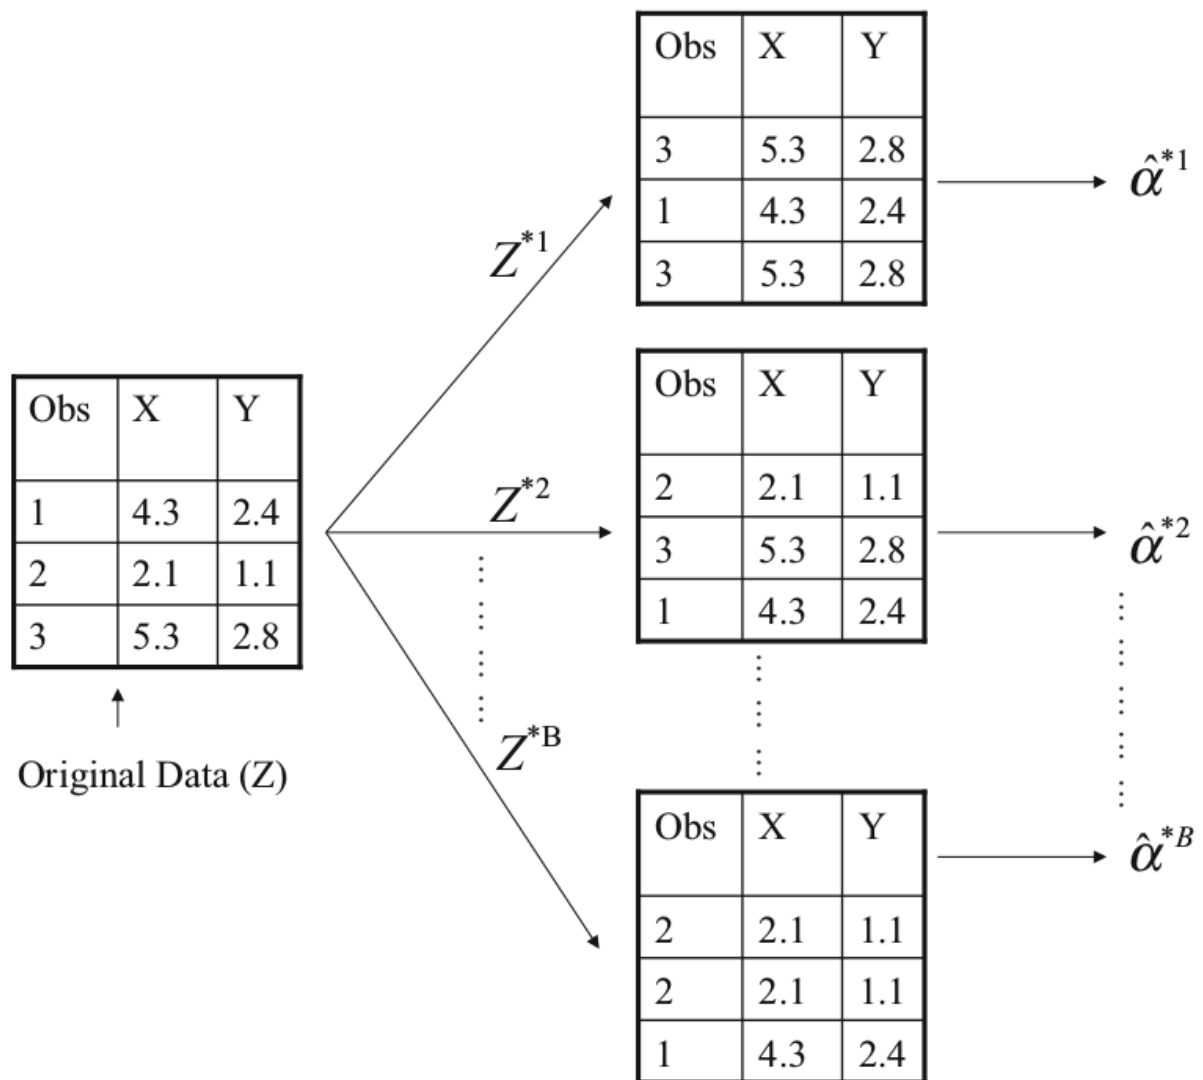 Obs X Y
3 5.3 2.8
1 4.3 2.4
3 5.3 2.8
α̂*1
Z*1
Obs X Y
1 4.3 2.4
2 2.1 1.1
3 5.3 2.8
Original Data (Z)
Z*2
Obs X Y
2 2.1 1.1
3 5.3 2.8
1 4.3 2.4
α̂*2
Z*B
Obs X Y
2 2.1 1.1
2 2.1 1.1
1 4.3 2.4
α̂*B